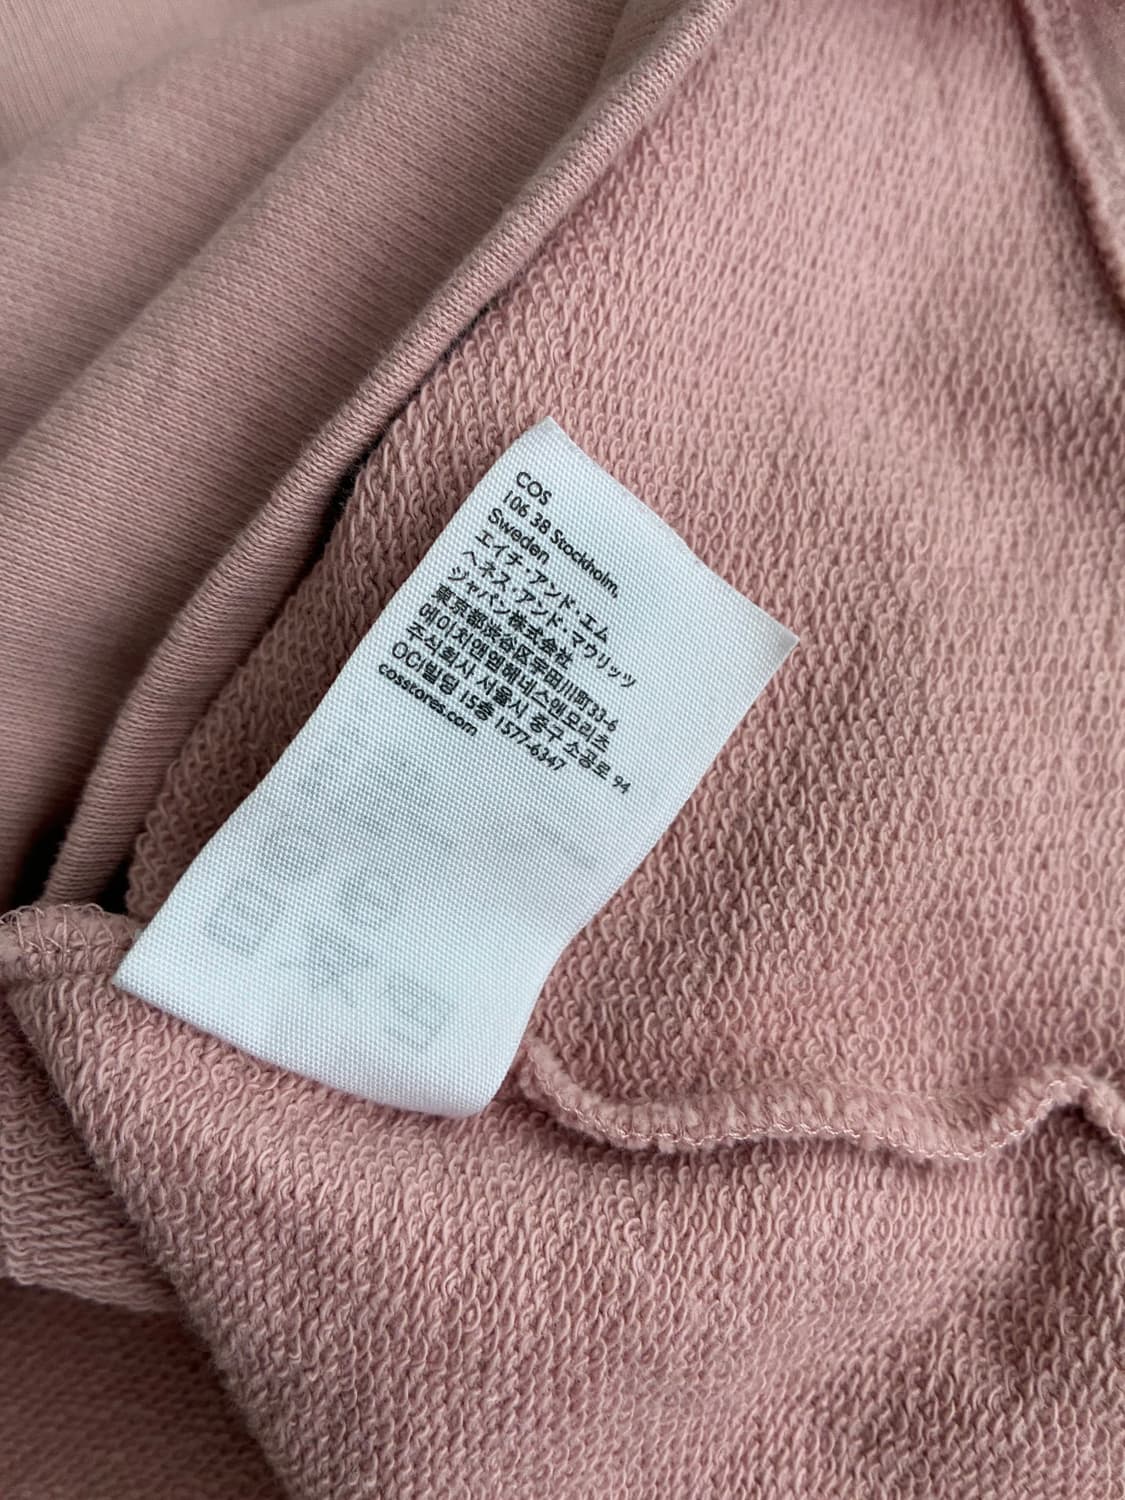 COS
106 38 Stockholm,
Sweden
エイチ・アンド・エム
ヘネス・アンド・マウリッツ
ジャパン株式会社
東京都渋谷区宇田川町33-6
에이치앤엠헤네스앤모리츠
주식회사 서울시 중구 소공로 94
OCI빌딩 15층 1577-6347
cosstores.com